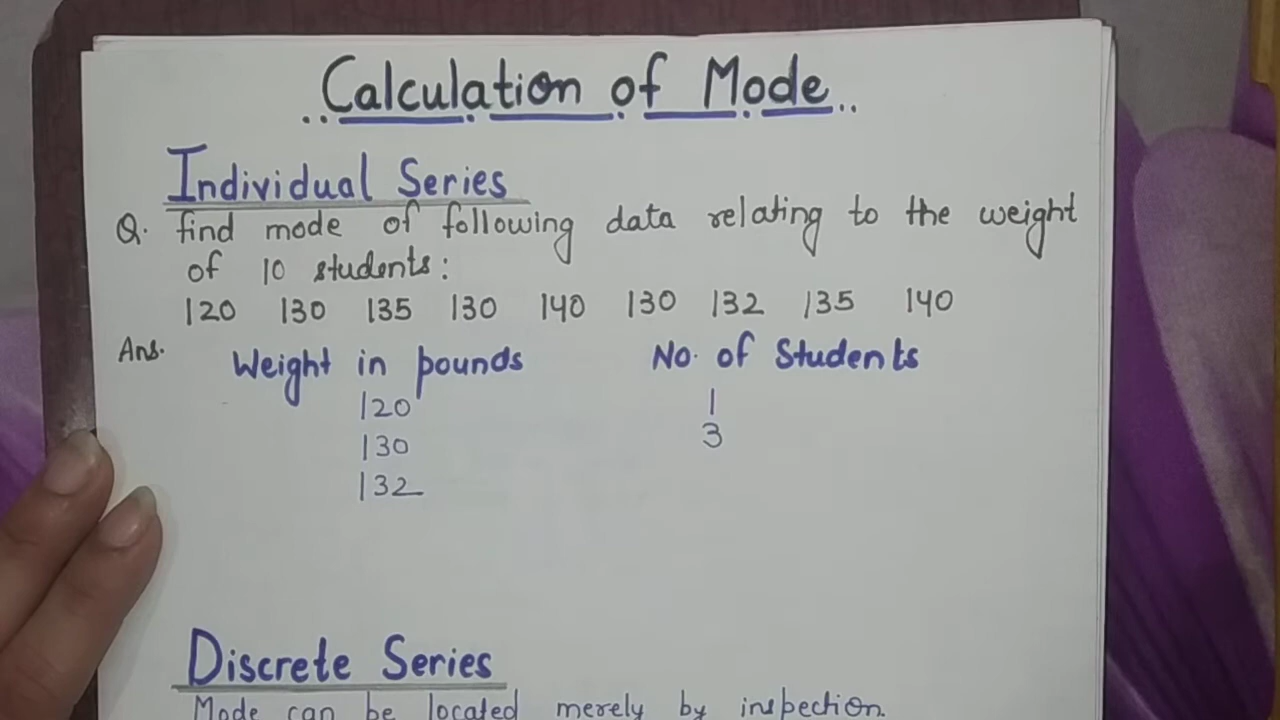 Calculation of Mode
Individual Series
Q. find mode of following data relating to the weight
of 10 students:
120 130 135 130 140 130 132 135 140
Ans. Weight in pounds No. of Students
120 1
130 3
132
Discrete Series
Mode can be located merely by inspection.